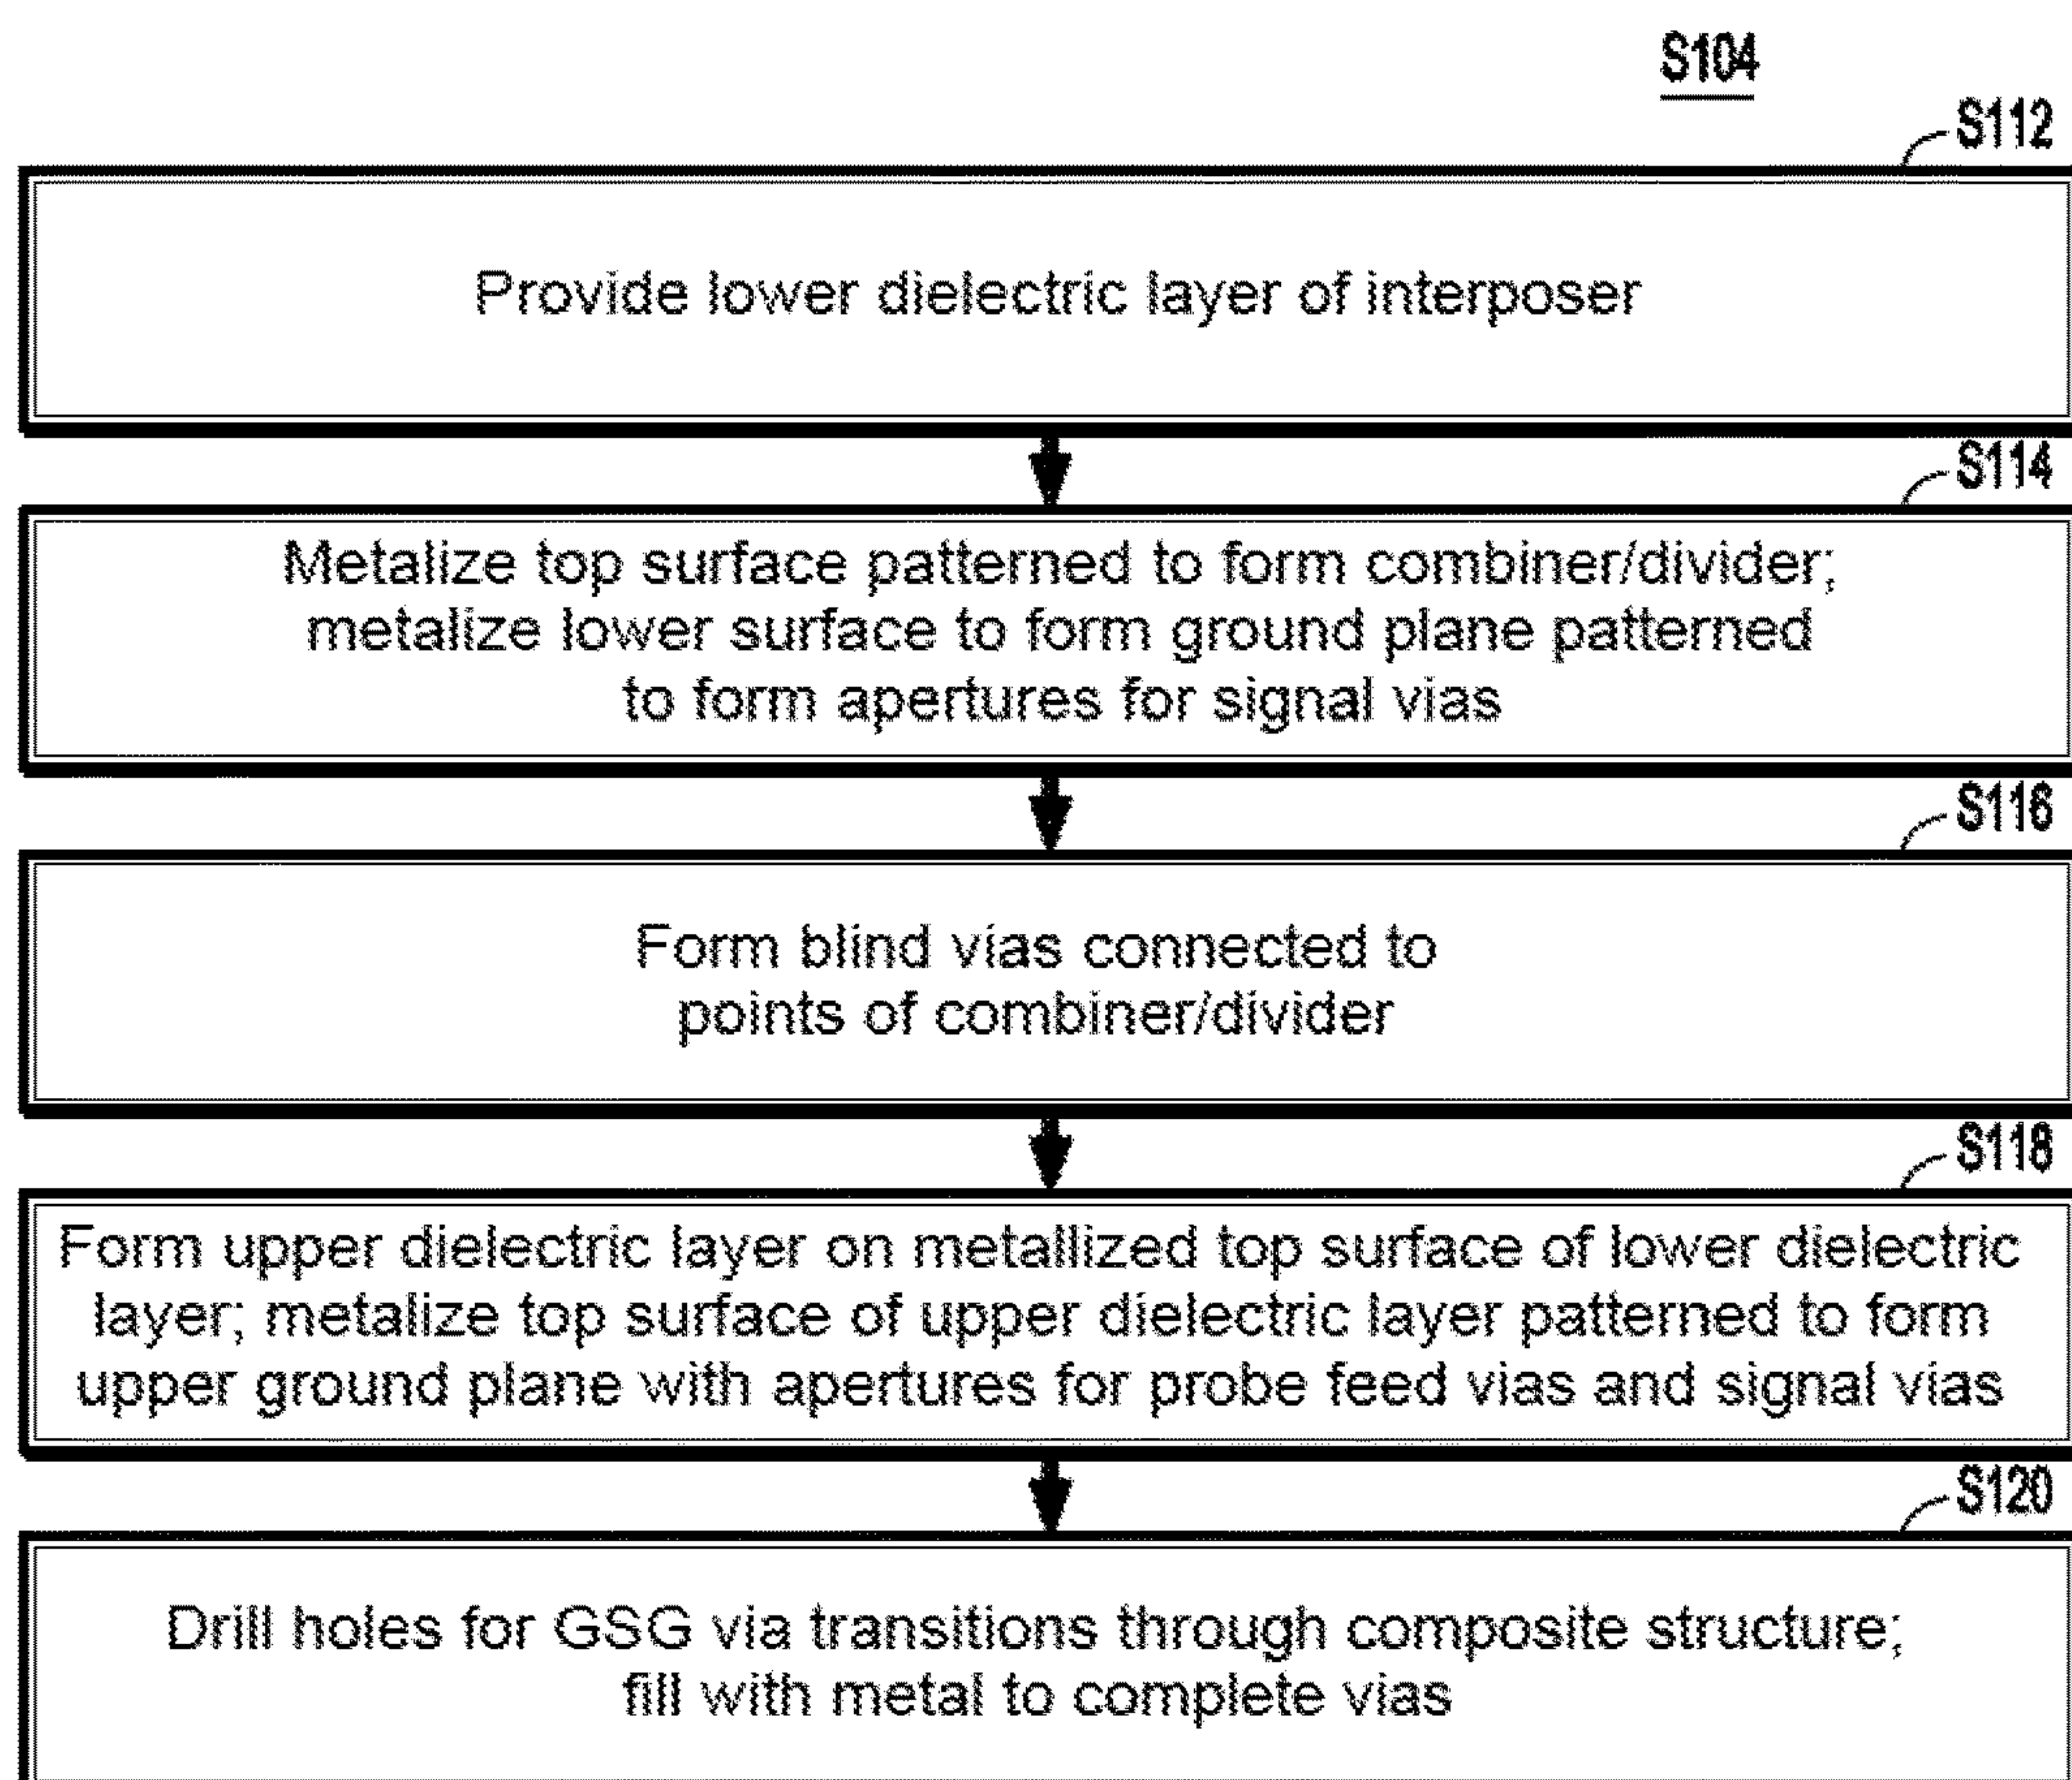 S104
S112
Provide lower dielectric layer of interposer
S114
Metalize top surface patterned to form combiner/divider;
metalize lower surface to form ground plane patterned
to form apertures for signal vias
S116
Form blind vias connected to
points of combiner/divider
S118
Form upper dielectric layer on metallized top surface of lower dielectric
layer; metalize top surface of upper dielectric layer patterned to form
upper ground plane with apertures for probe feed vias and signal vias
S120
Drill holes for GSG via transitions through composite structure;
fill with metal to complete vias